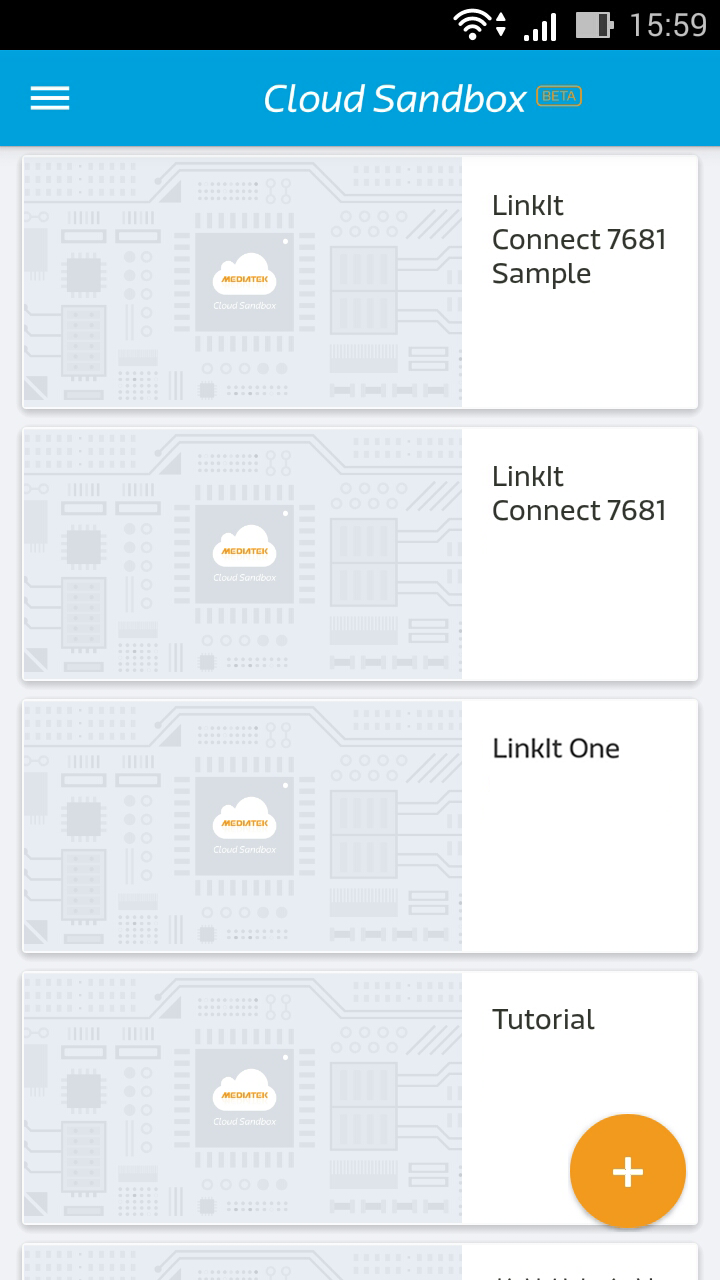 15:59
Cloud Sandbox BETA
MEDIATEK
Cloud Sandbox
LinkIt
Connect 7681
Sample
MEDIATEK
Cloud Sandbox
LinkIt
Connect 7681
MEDIATEK
Cloud Sandbox
LinkIt One
MEDIATEK
Cloud Sandbox
Tutorial
+